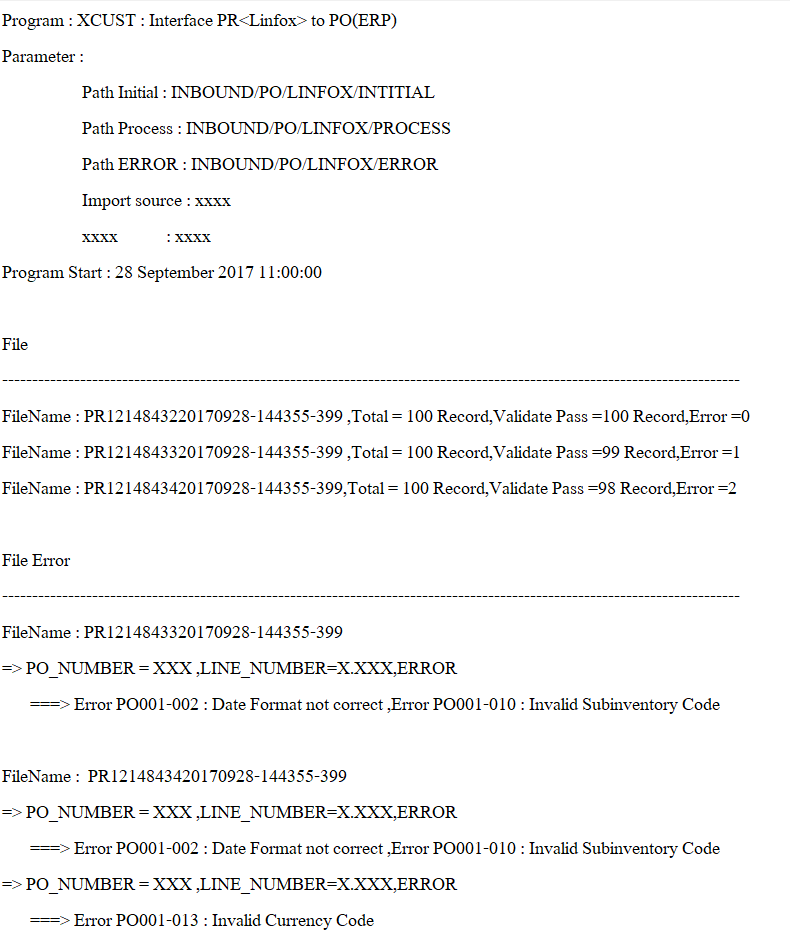 Program : XCUST : Interface PR<Linfox> to PO(ERP)
Parameter :
Path Initial : INBOUND/PO/LINFOX/INTITIAL
Path Process : INBOUND/PO/LINFOX/PROCESS
Path ERROR : INBOUND/PO/LINFOX/ERROR
Import source : xxxx
xxxx : xxxx
Program Start : 28 September 2017 11:00:00
File
---------------------------------------------------------------------------------------------------------------------------
FileName : PR1214843220170928-144355-399 ,Total = 100 Record,Validate Pass =100 Record,Error =0
FileName : PR1214843320170928-144355-399 ,Total = 100 Record,Validate Pass =99 Record,Error =1
FileName : PR1214843420170928-144355-399,Total = 100 Record,Validate Pass =98 Record,Error =2
File Error
---------------------------------------------------------------------------------------------------------------------------
FileName : PR1214843320170928-144355-399
=> PO_NUMBER = XXX ,LINE_NUMBER=X.XXX,ERROR
===> Error PO001-002 : Date Format not correct ,Error PO001-010 : Invalid Subinventory Code
FileName : PR1214843420170928-144355-399
=> PO_NUMBER = XXX ,LINE_NUMBER=X.XXX,ERROR
===> Error PO001-002 : Date Format not correct ,Error PO001-010 : Invalid Subinventory Code
=> PO_NUMBER = XXX ,LINE_NUMBER=X.XXX,ERROR
===> Error PO001-013 : Invalid Currency Code